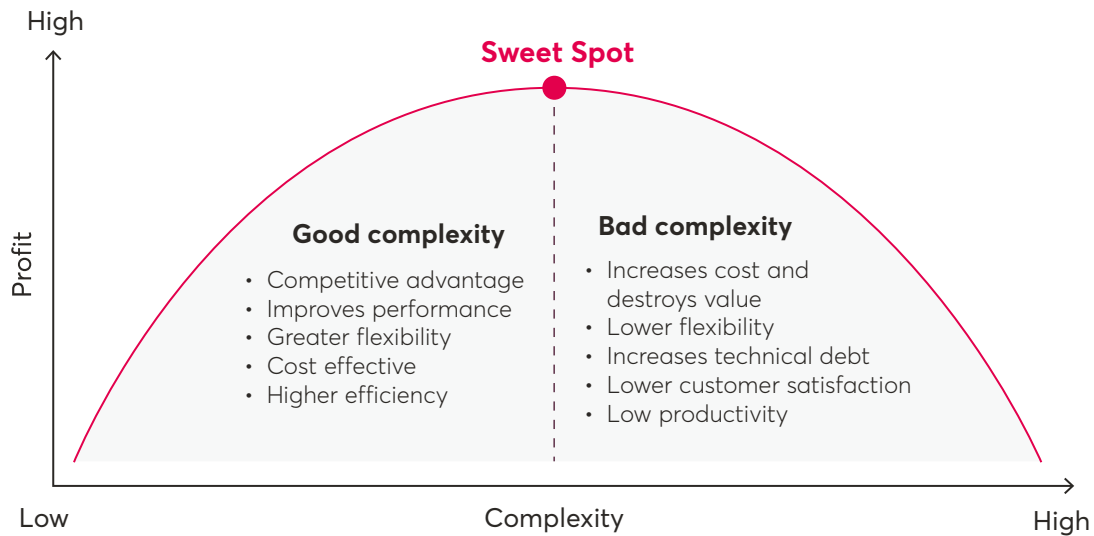 High
Sweet Spot
Profit
Good complexity
• Competitive advantage
• Improves performance
• Greater flexibility
• Cost effective
• Higher efficiency
Bad complexity
• Increases cost and
destroys value
• Lower flexibility
• Increases technical debt
• Lower customer satisfaction
• Low productivity
Low
Complexity
High